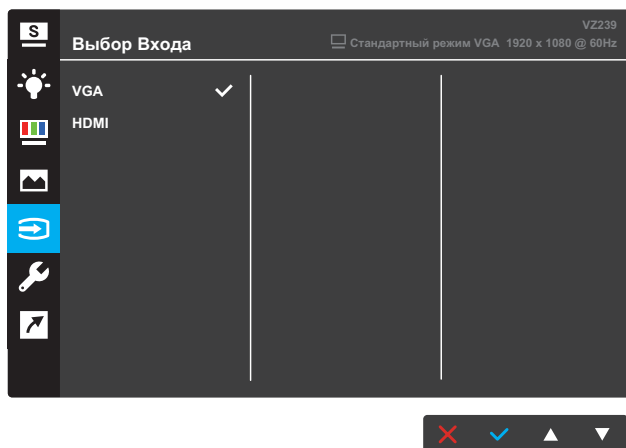 S
VZ239
Выбор Входа
Стандартный режим VGA 1920 x 1080 @ 60Hz
VGA
HDMI